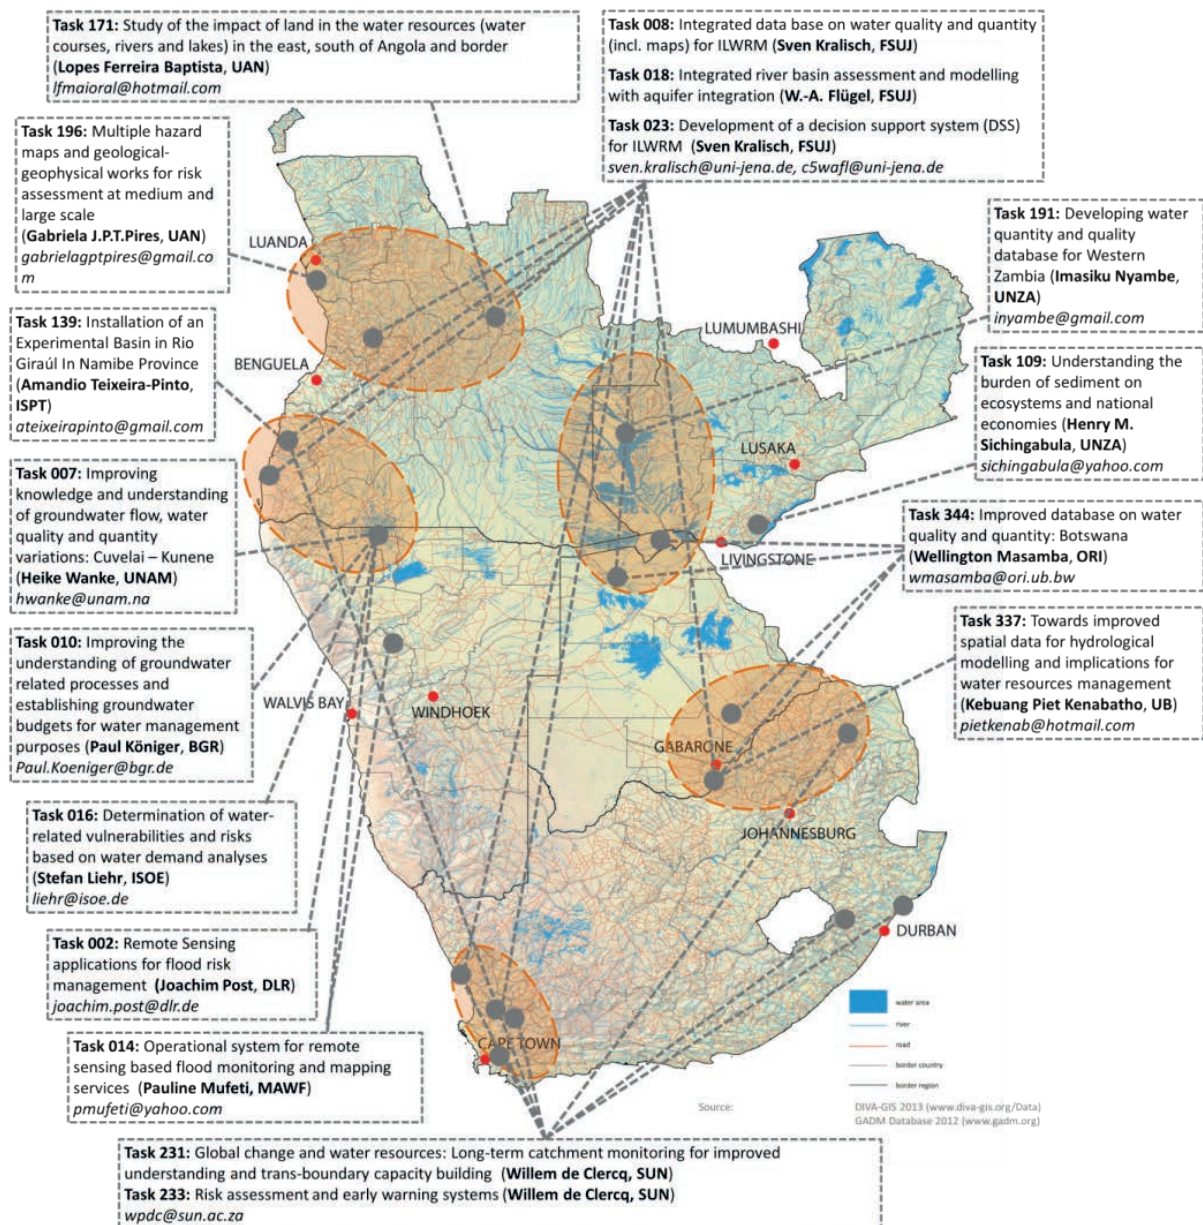 Task 171: Study of the impact of land in the water resources (water
courses, rivers and lakes) in the east, south of Angola and border
(Lopes Ferreira Baptista, UAN)
lfmaioral@hotmail.com
Task 008: Integrated data base on water quality and quantity
(incl. maps) for ILWRM (Sven Kralisch, FSUJ)
Task 018: Integrated river basin assessment and modelling
with aquifer integration (W.-A. Flügel, FSUJ)
Task 023: Development of a decision support system (DSS)
for ILWRM (Sven Kralisch, FSUJ)
sven.kralisch@uni-jena.de, c5wafl@uni-jena.de
Task 196: Multiple hazard
maps and geological-
geophysical works for risk
assessment at medium and
large scale
(Gabriela J.P.T.Pires, UAN)
gabrielagptpires@gmail.co
m
Task 191: Developing water
quantity and quality
database for Western
Zambia (Imasiku Nyambe,
UNZA)
inyambe@gmail.com
Task 139: Installation of an
Experimental Basin in Rio
Giraúl In Namibe Province
(Amandio Teixeira-Pinto,
ISPT)
ateixeirapinto@gmail.com
Task 109: Understanding the
burden of sediment on
ecosystems and national
economies (Henry M.
Sichingabula, UNZA)
sichingabula@yahoo.com
Task 007: Improving
knowledge and understanding
of groundwater flow, water
quality and quantity
variations: Cuvelai – Kunene
(Heike Wanke, UNAM)
hwanke@unam.na
Task 344: Improved database on water
quality and quantity: Botswana
(Wellington Masamba, ORI)
wmasamba@ori.ub.bw
Task 010: Improving the
understanding of groundwater
related processes and
establishing groundwater
budgets for water management
purposes (Paul Königer, BGR)
Paul.Koeniger@bgr.de
Task 337: Towards improved
spatial data for hydrological
modelling and implications for
water resources management
(Kebuang Piet Kenabatho, UB)
pietkenab@hotmail.com
Task 016: Determination of water-
related vulnerabilities and risks
based on water demand analyses
(Stefan Liehr, ISOE)
liehr@isoe.de
Task 002: Remote Sensing
applications for flood risk
management (Joachim Post, DLR)
joachim.post@dlr.de
Task 014: Operational system for remote
sensing based flood monitoring and mapping
services (Pauline Mufeti, MAWF)
pmufeti@yahoo.com
LUANDA
BENGUELA
LUMUMBASHI
LUSAKA
LIVINGSTONE
WALVIS BAY
WINDHOEK
GABARONE
JOHANNESBURG
DURBAN
CAPE TOWN
water area
river
road
border country
border region
Source:
DIVA-GIS 2013 (www.diva-gis.org/Data)
GADM Database 2012 (www.gadm.org)
Task 231: Global change and water resources: Long-term catchment monitoring for improved
understanding and trans-boundary capacity building (Willem de Clercq, SUN)
Task 233: Risk assessment and early warning systems (Willem de Clercq, SUN)
wpdc@sun.ac.za